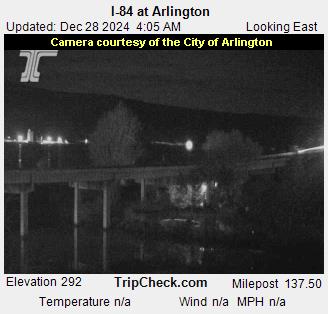 I-84 at Arlington
Updated: Dec 28 2024 4:05 AM Looking East
Camera courtesy of the City of Arlington
Elevation 292 TripCheck.com Milepost 137.50
Temperature n/a Wind n/a MPH n/a